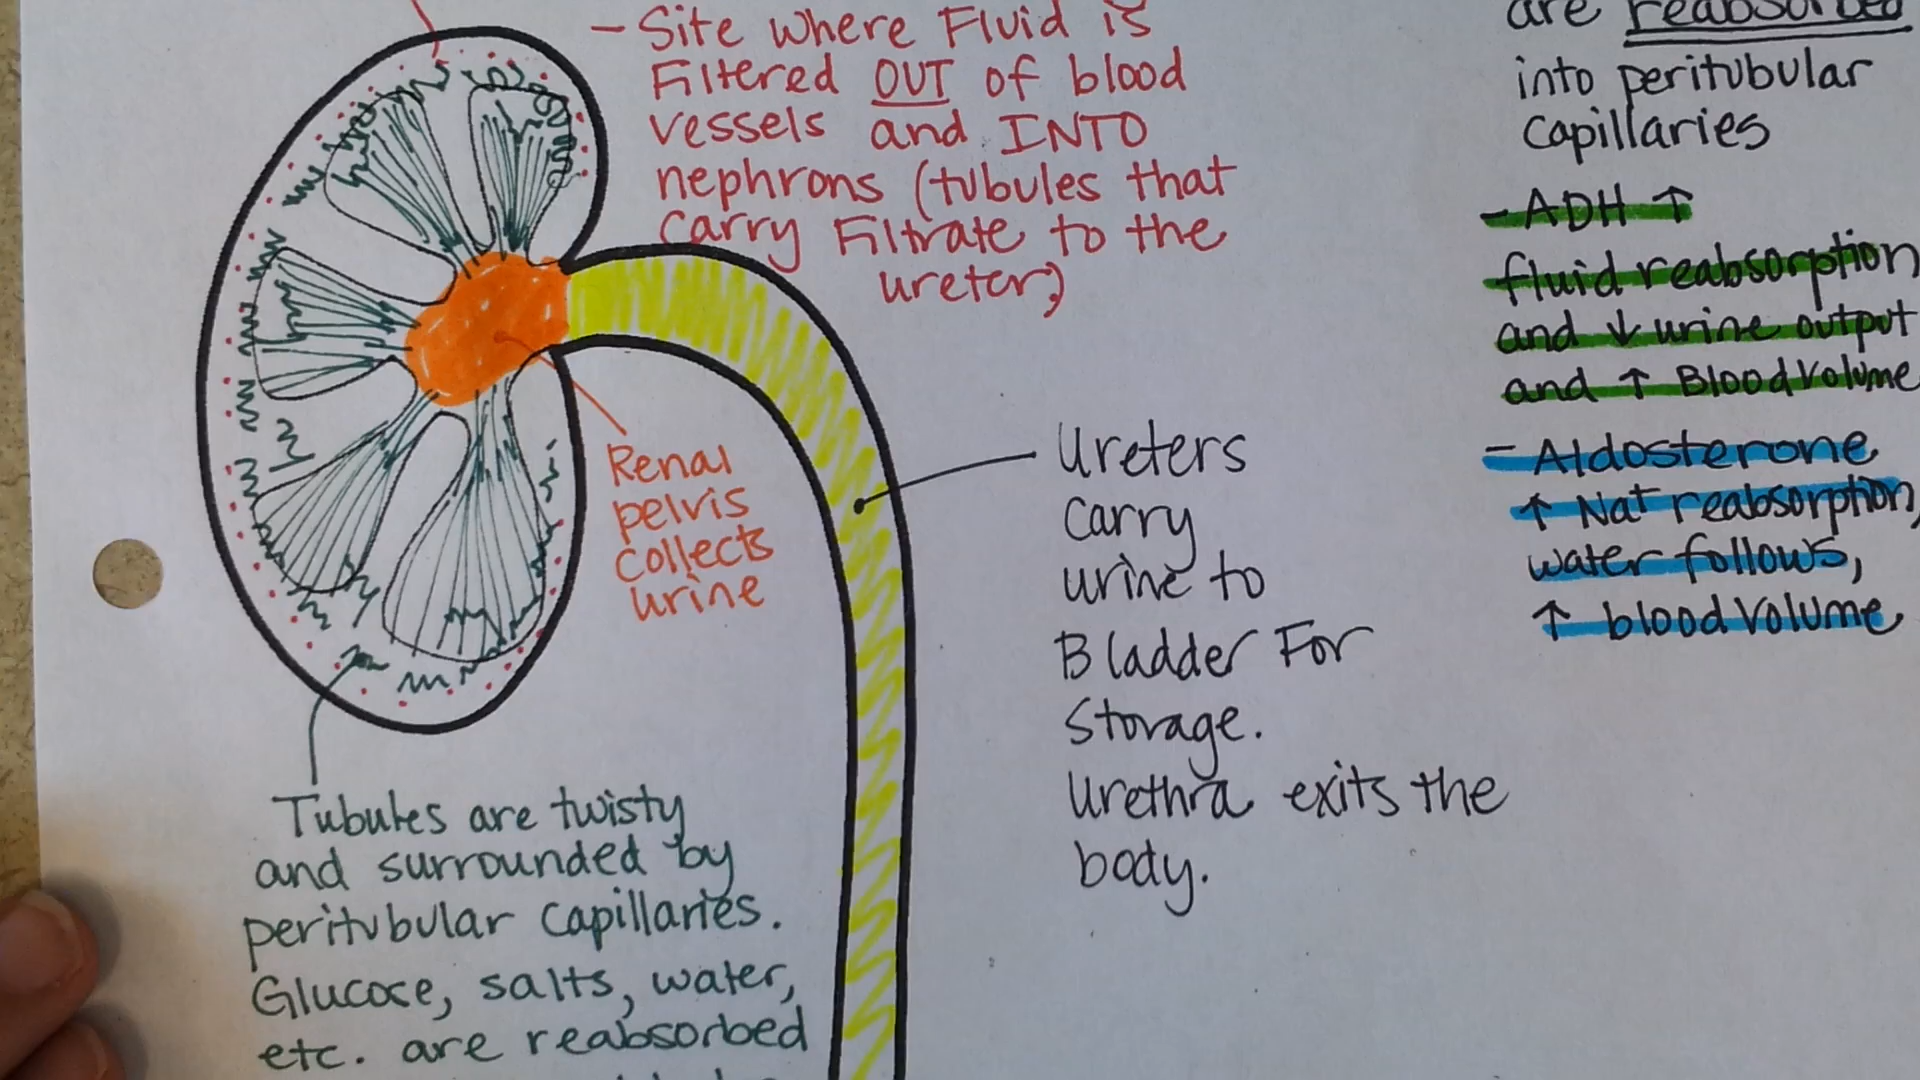 - Site where Fluid is
Filtered OUT of blood
vessels and INTO
nephrons (tubules that
carry Filtrate to the
ureter)
Renal
pelvis
collects
urine
Ureters
carry
urine to
Bladder For
Storage.
Urethra exits the
body.
Tubules are twisty
and surrounded by
peritubular capillaries.
Glucose, salts, water,
etc. are reabsorbed
are reabsorbed
into peritubular
capillaries
- ADH ↑
fluid reabsorption
and ↓ urine output
and ↑ Blood Volume
- Aldosterone
↑ Na+ reabsorption,
water follows,
↑ blood volume